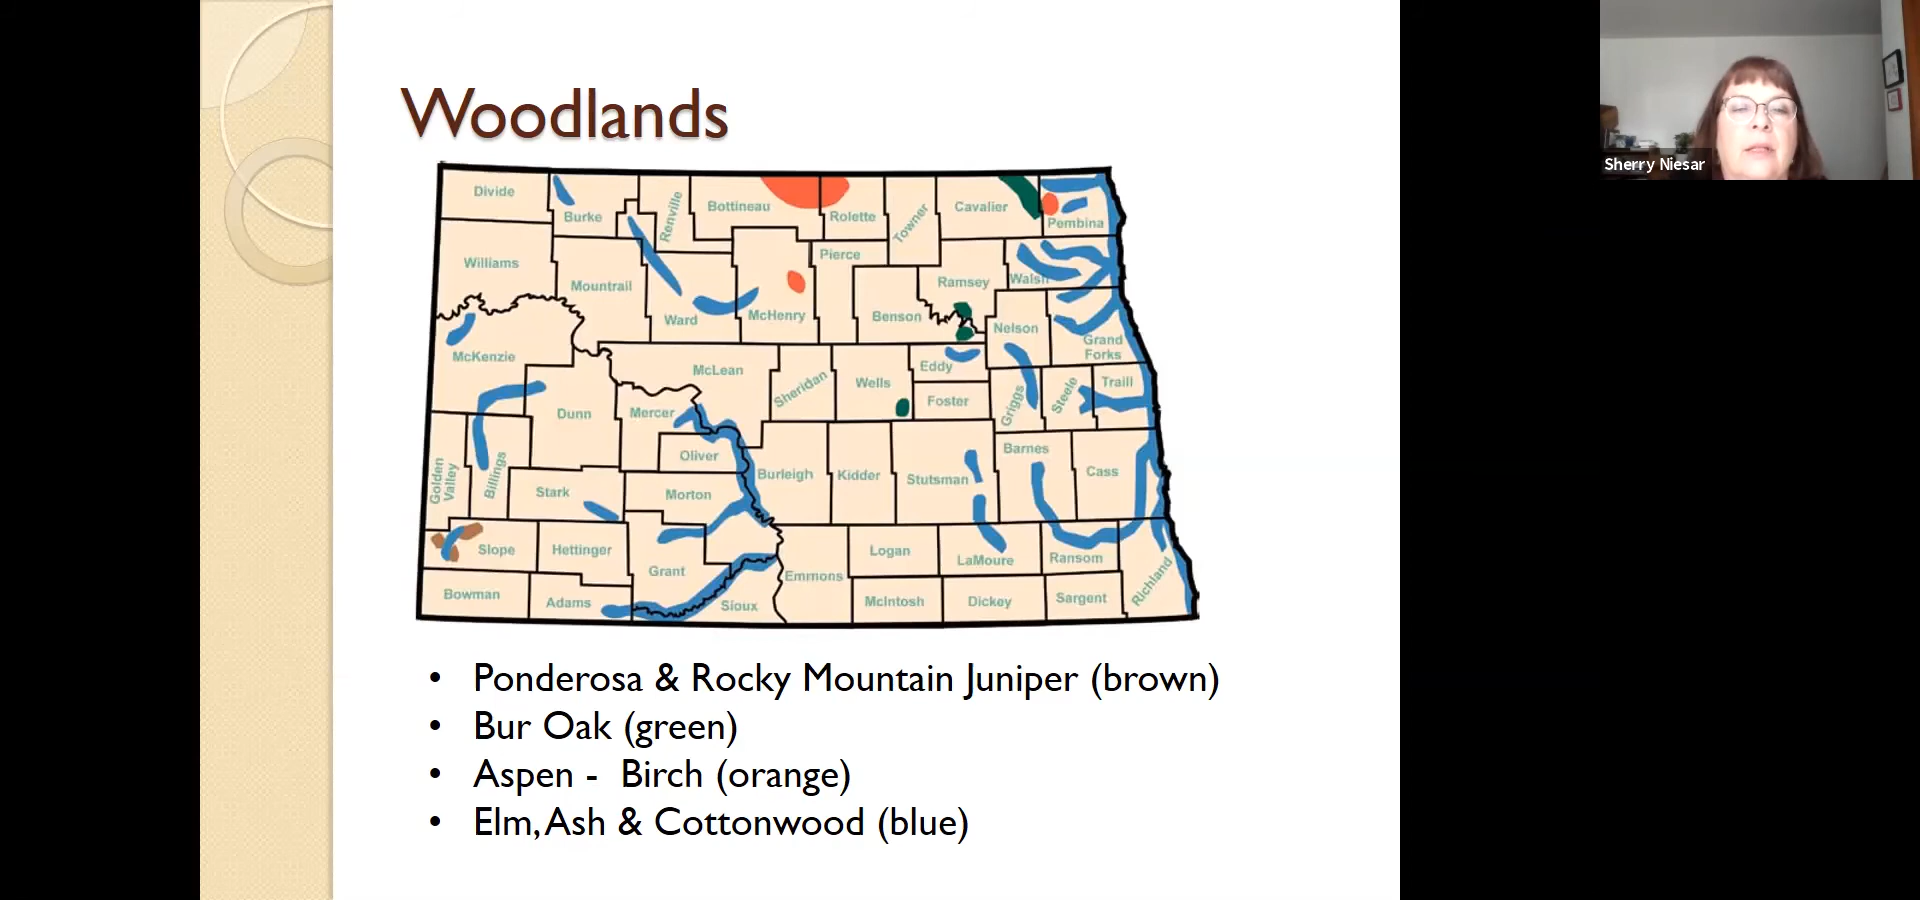 Woodlands
Divide
Burke
Renville
Bottineau
Rolette
Towner
Cavalier
Pembina
Williams
Mountrail
Ward
McHenry
Pierce
Benson
Ramsey
Walsh
Nelson
Grand
Forks
McKenzie
Dunn
McLean
Mercer
Oliver
Sheridan
Wells
Eddy
Foster
Griggs
Steele
Traill
Golden
Valley
Billings
Stark
Morton
Burleigh
Kidder
Stutsman
Barnes
Cass
Slope
Hettinger
Grant
Sioux
Emmons
Logan
LaMoure
Ransom
Richland
Bowman
Adams
McIntosh
Dickey
Sargent
• Ponderosa & Rocky Mountain Juniper (brown)
• Bur Oak (green)
• Aspen - Birch (orange)
• Elm, Ash & Cottonwood (blue)
Sherry Niesar